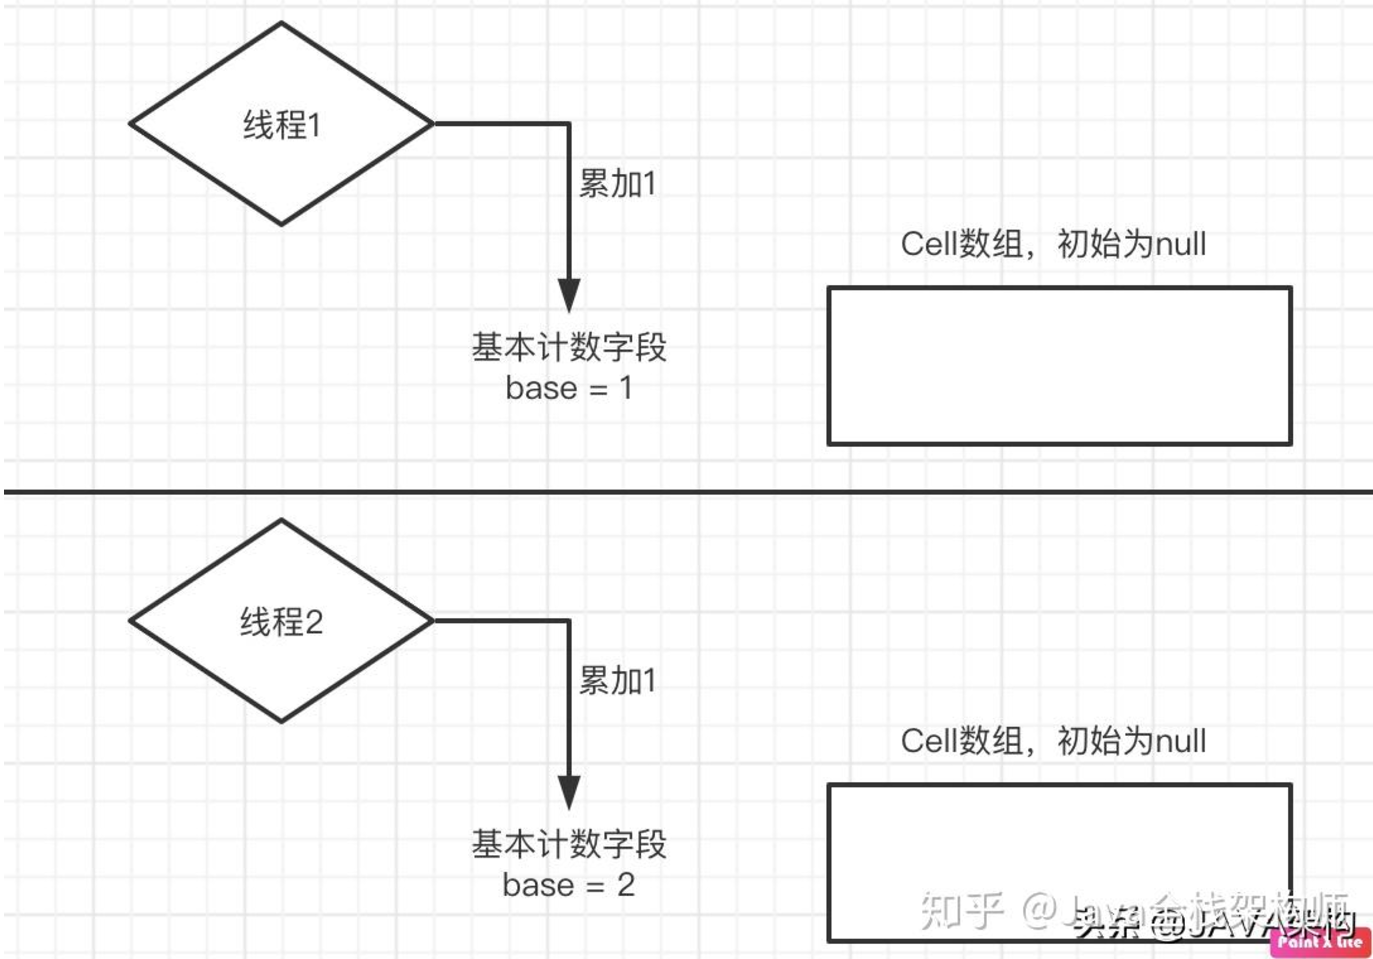 线程1
累加1
Cell数组，初始为null
基本计数字段
base = 1
线程2
累加1
Cell数组，初始为null
基本计数字段
base = 2
知乎 @Java全栈架构师
头条 @JAVA架构
Paint X Lite